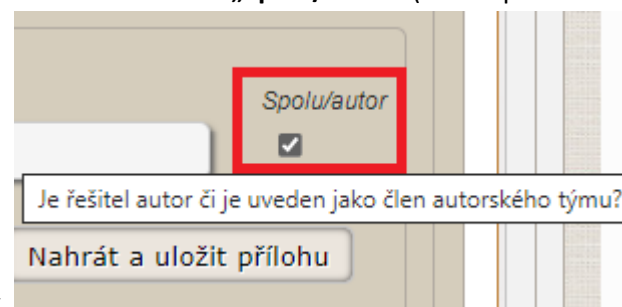 Spolu/autor
Je řešitel autor či je uveden jako člen autorského týmu?
Nahrát a uložit přílohu